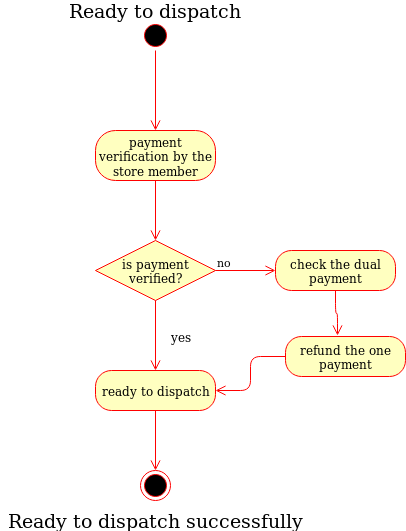 Ready to dispatch
payment
verification by the
store member
is payment
verified?
no
check the dual
payment
yes
refund the one
payment
ready to dispatch
Ready to dispatch successfully